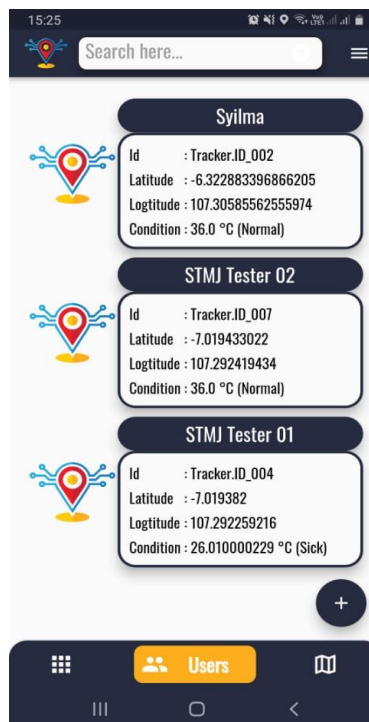 15:25
Vo9) LTE1
Search here...
Syilma
Id : Tracker.ID_002
Latitude : -6.322883396866205
Logtitude : 107.30585562555974
Condition : 36.0 °C (Normal)
STMJ Tester 02
Id : Tracker.ID_007
Latitude : -7.019433022
Logtitude : 107.292419434
Condition : 36.0 °C (Normal)
STMJ Tester 01
Id : Tracker.ID_004
Latitude : -7.019382
Logtitude : 107.292259216
Condition : 26.010000229 °C (Sick)
+
Users